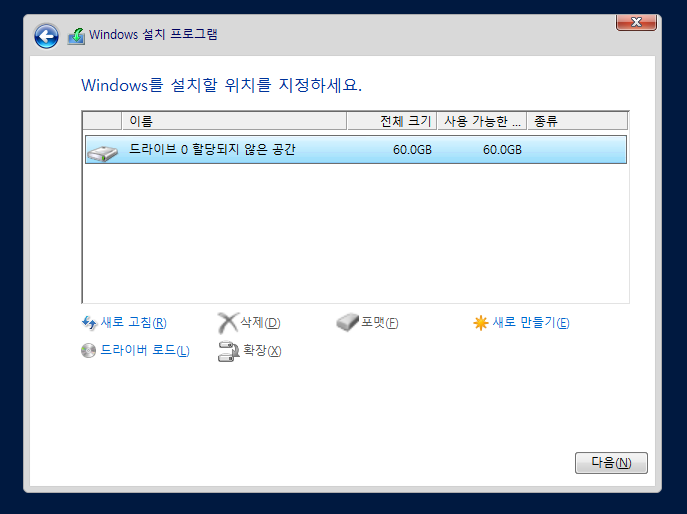 Windows 설치 프로그램
Windows를 설치할 위치를 지정하세요.
이름 전체 크기 사용 가능한 ... 종류
드라이브 0 할당되지 않은 공간 60.0GB 60.0GB
새로 고침(R) 삭제(D) 포맷(F) 새로 만들기(E)
드라이버 로드(L) 확장(X)
다음(N)